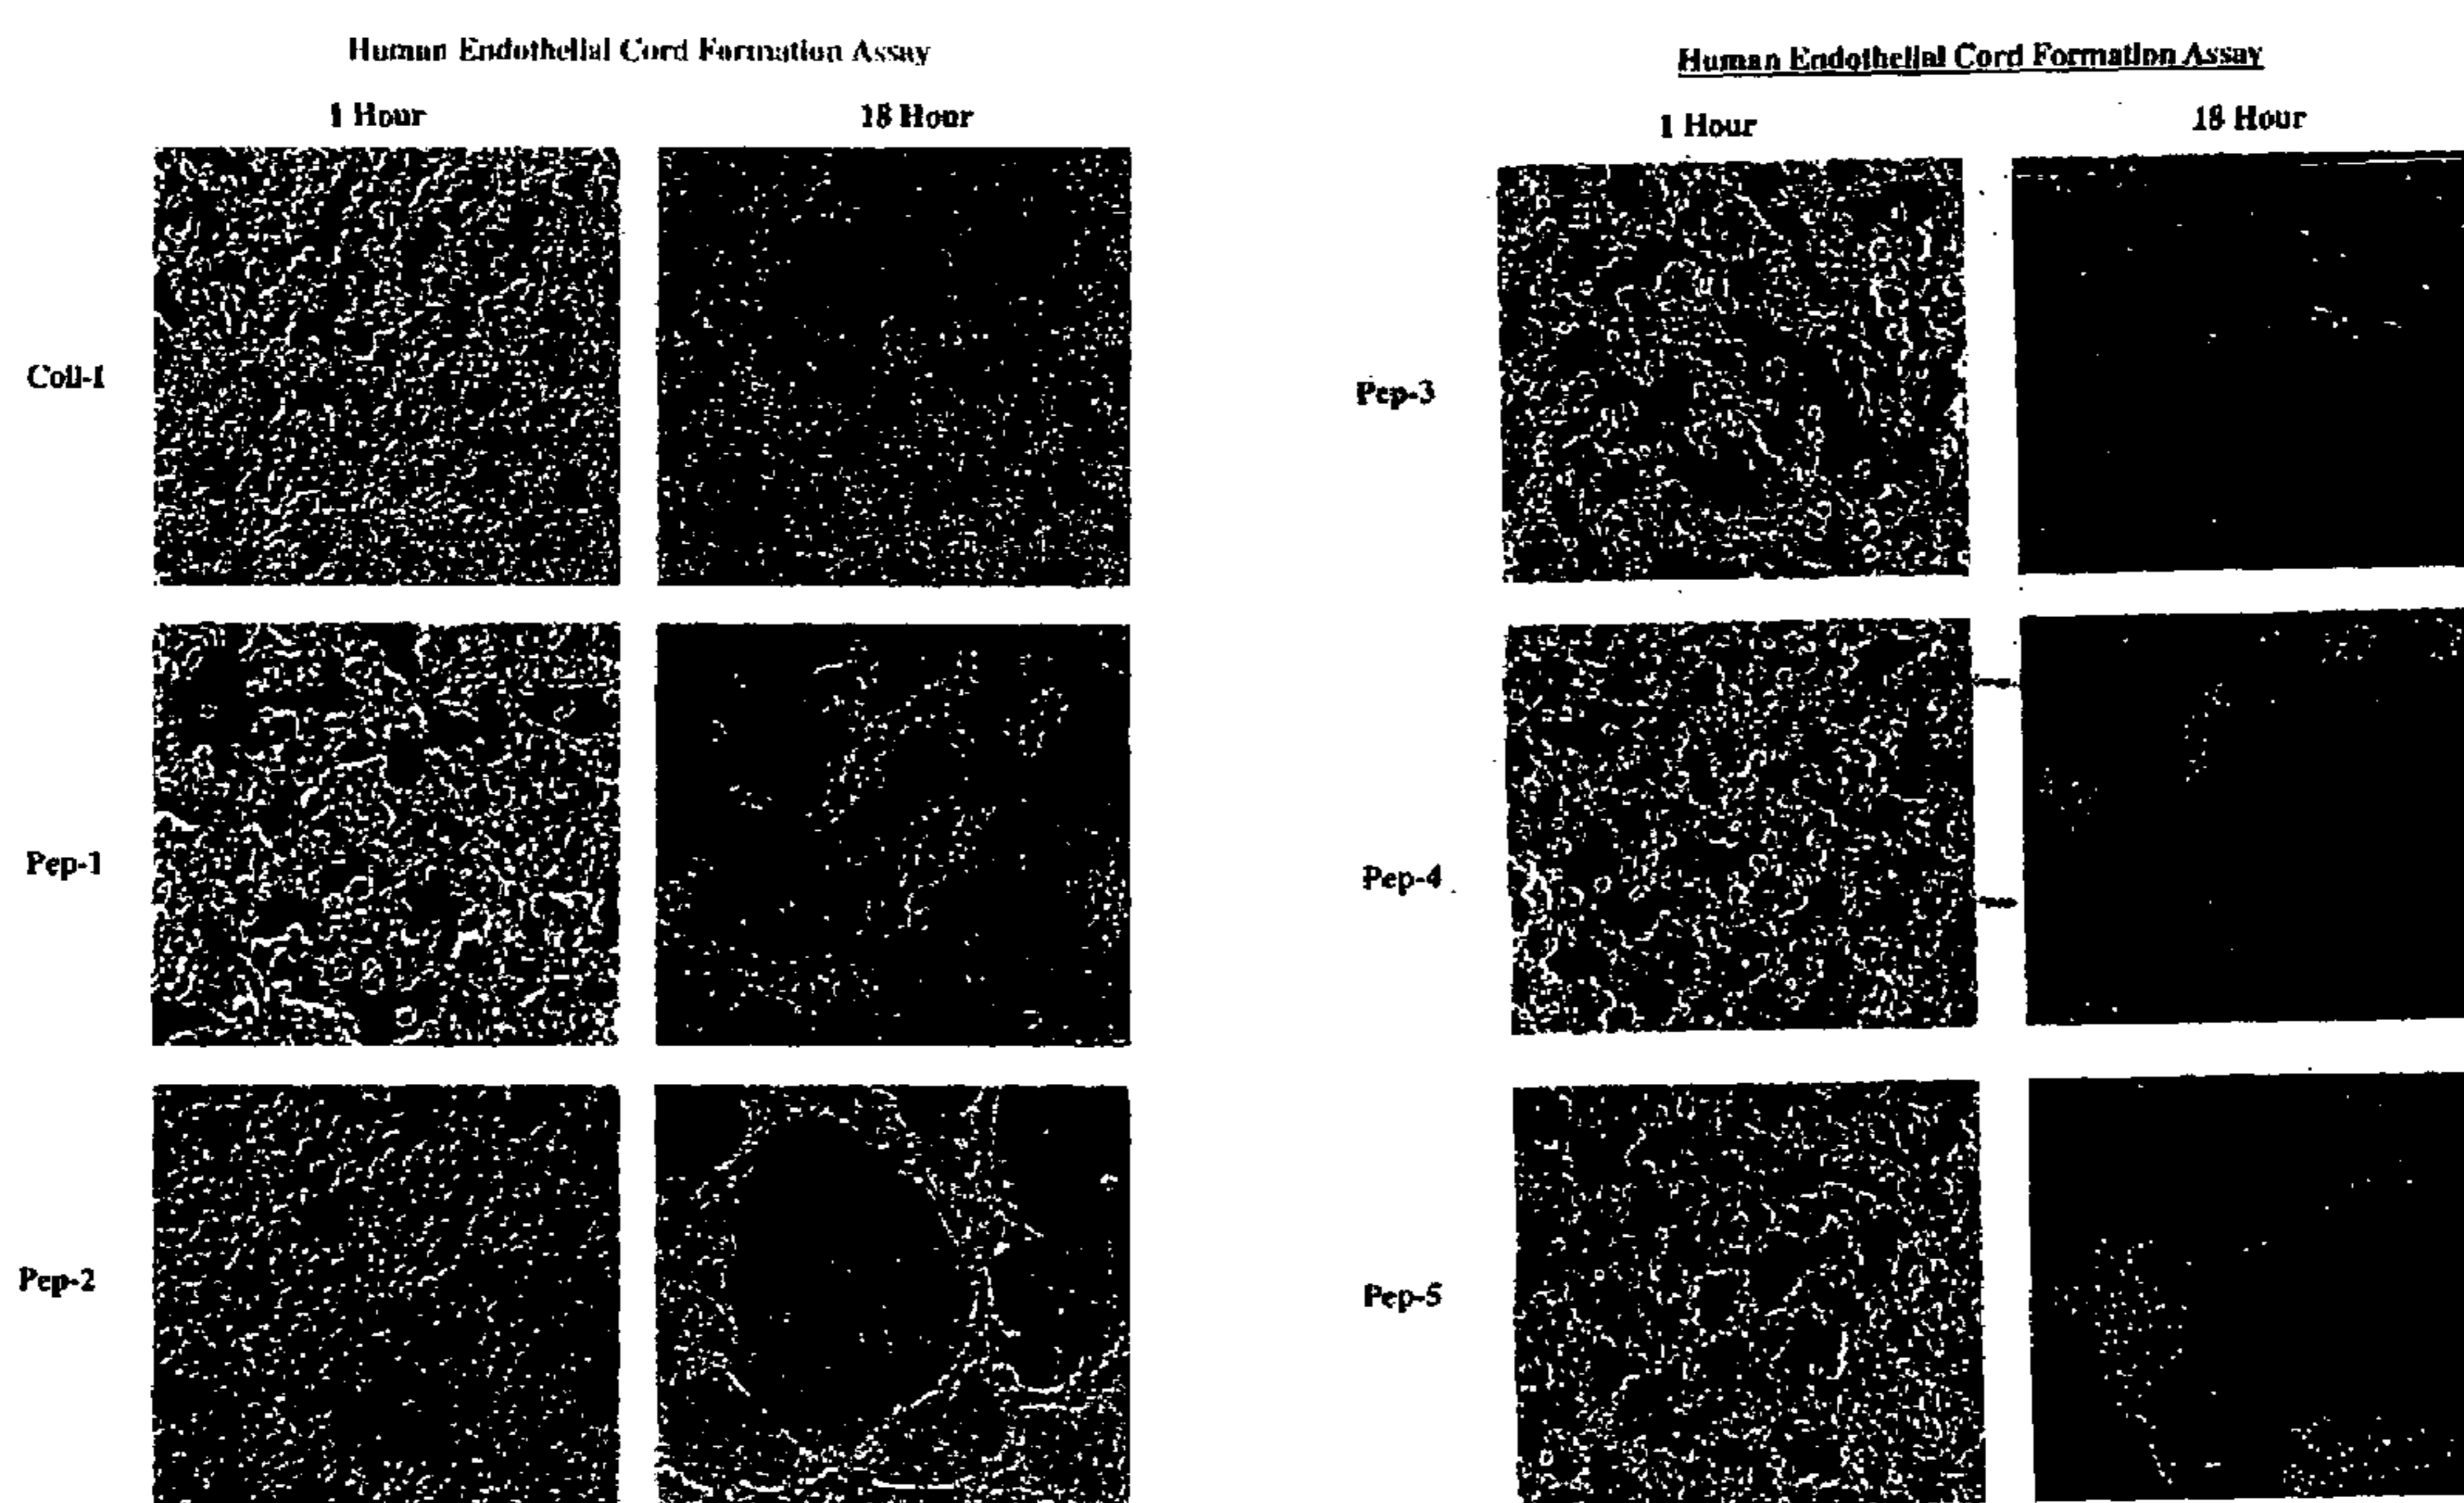 Human Endothelial Cord Formation Assay
1 Hour 18 Hour
Coll-I
Pep-1
Pep-2
Human Endothelial Cord Formation Assay
1 Hour 18 Hour
Pep-3
Pep-4
Pep-5